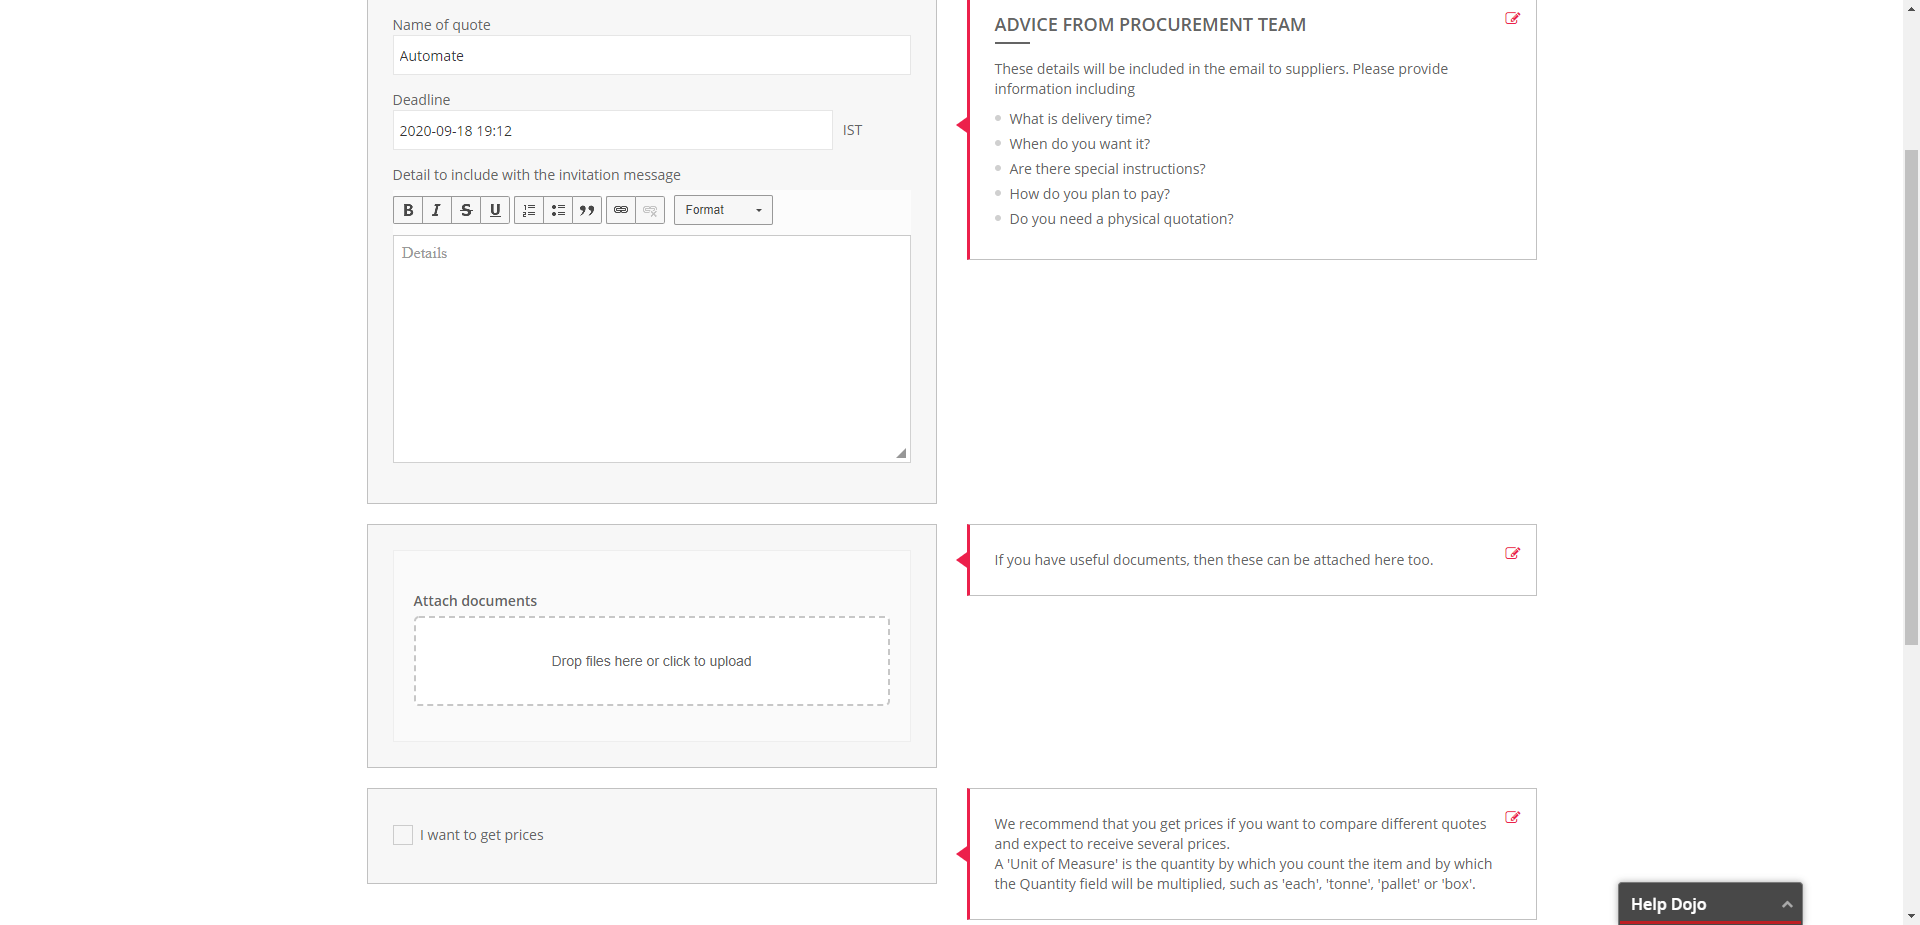 Name of quote
Automate
Deadline
2020-09-18 19:12
IST
Detail to include with the invitation message
B I S U
Format
Details
ADVICE FROM PROCUREMENT TEAM
These details will be included in the email to suppliers. Please provide
information including
What is delivery time?
When do you want it?
Are there special instructions?
How do you plan to pay?
Do you need a physical quotation?
Attach documents
Drop files here or click to upload
If you have useful documents, then these can be attached here too.
I want to get prices
We recommend that you get prices if you want to compare different quotes
and expect to receive several prices.
A 'Unit of Measure' is the quantity by which you count the item and by which
the Quantity field will be multiplied, such as 'each', 'tonne', 'pallet' or 'box'.
Help Dojo